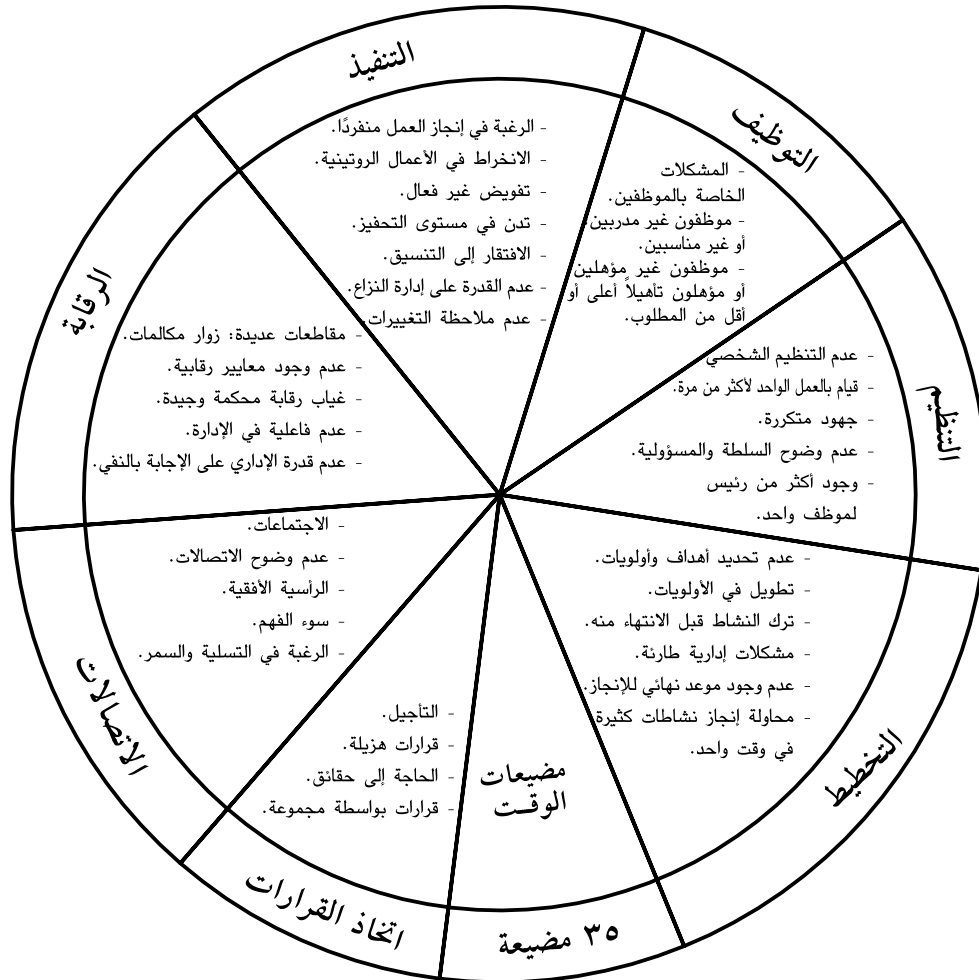 التنفيذ
- الرغبة في إنجاز العمل منفردًا.
- الانخراط في الأعمال الروتينية.
- تفويض غير فعال.
- تدن في مستوى التحفيز.
- الافتقار إلى التنسيق.
- عدم القدرة على إدارة النزاع.
- عدم ملاحظة التغييرات.
التوظيف
- المشكلات
الخاصة بالموظفين.
- موظفون غير مدربين.
أو غير مناسبين.
- موظفون غير مؤهلين
أو مؤهلون تأهيلاً أعلى أو
أقل من المطلوب.
التنظيم
- عدم التنظيم الشخصي
- قيام بالعمل الواحد لأكثر من مرة.
- جهود متكررة.
- عدم وضوح السلطة والمسؤولية.
- وجود أكثر من رئيس
لموظف واحد.
التخطيط
- عدم تحديد أهداف وأولويات.
- تطويل في الأولويات.
- ترك النشاط قبل الانتهاء منه.
- مشكلات إدارية طارئة.
- عدم وجود موعد نهائي للإنجاز.
- محاولة إنجاز نشاطات كثيرة
في وقت واحد.
مضيعات
الوقـت
٣٥ مضيعة
اتخاذ القرارات
- التأجيل.
- قرارات هزيلة.
- الحاجة إلى حقائق.
- قرارات بواسطة مجموعة.
الاتصالات
- الاجتماعات.
- عدم وضوح الاتصالات.
- الرأسية الأفقية.
- سوء الفهم.
- الرغبة في التسلية والسمر.
الرقابة
- مقاطعات عديدة: زوار مكالمات.
- عدم وجود معايير رقابية.
- غياب رقابة محكمة وجيدة.
- عدم فاعلية في الإدارة.
- عدم قدرة الإداري على الإجابة بالنفي.